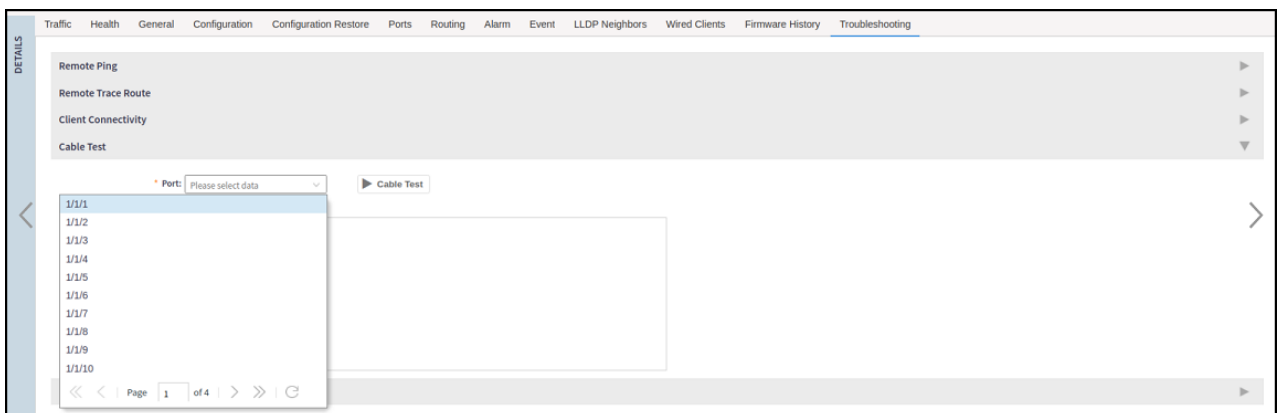 Traffic Health General Configuration Configuration Restore Ports Routing Alarm Event LLDP Neighbors Wired Clients Firmware History Troubleshooting
DETAILS
Remote Ping
Remote Trace Route
Client Connectivity
Cable Test
* Port: Please select data Cable Test
1/1/1
1/1/2
1/1/3
1/1/4
1/1/5
1/1/6
1/1/7
1/1/8
1/1/9
1/1/10
Page 1 of 4